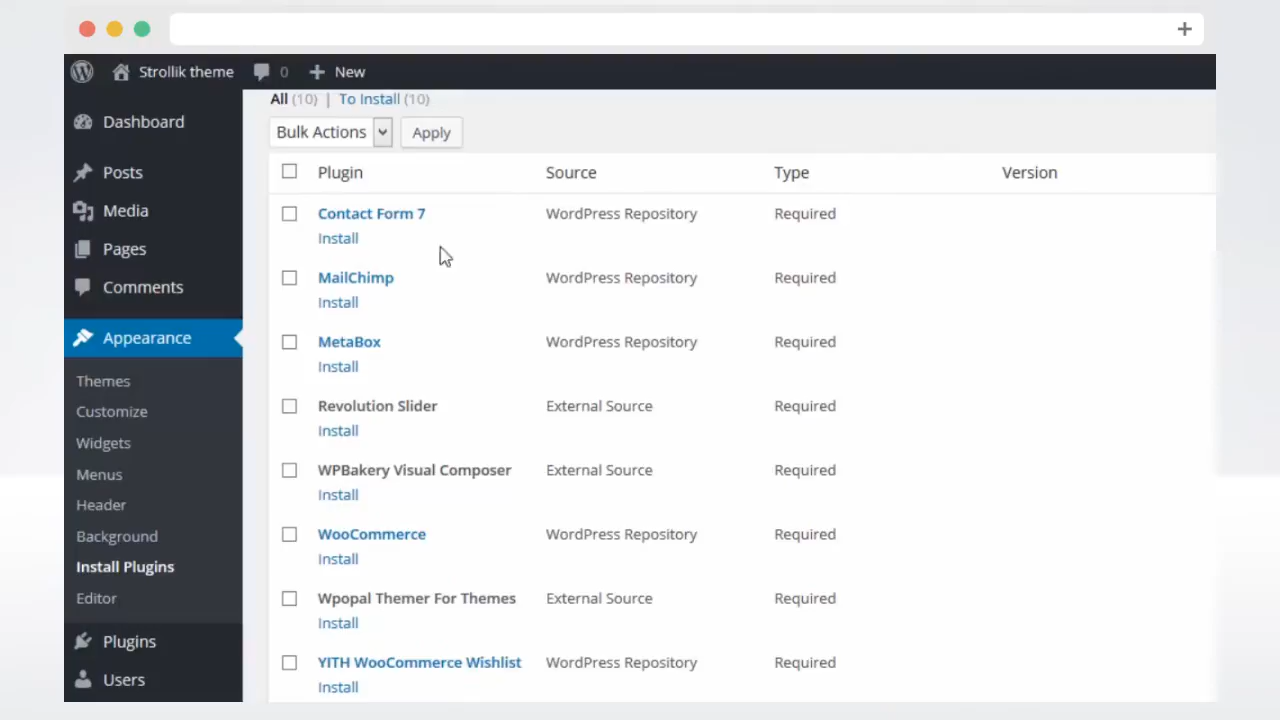 Strollik theme 0 New
All (10) | To Install (10)
Bulk Actions Apply
Dashboard
Posts
Media
Pages
Comments
Appearance
Themes
Customize
Widgets
Menus
Header
Background
Install Plugins
Editor
Plugins
Users
Plugin Source Type Version
Contact Form 7 WordPress Repository Required
Install
MailChimp WordPress Repository Required
Install
MetaBox WordPress Repository Required
Install
Revolution Slider External Source Required
Install
WPBakery Visual Composer External Source Required
Install
WooCommerce WordPress Repository Required
Install
Wpopal Themer For Themes External Source Required
Install
YITH WooCommerce Wishlist WordPress Repository Required
Install